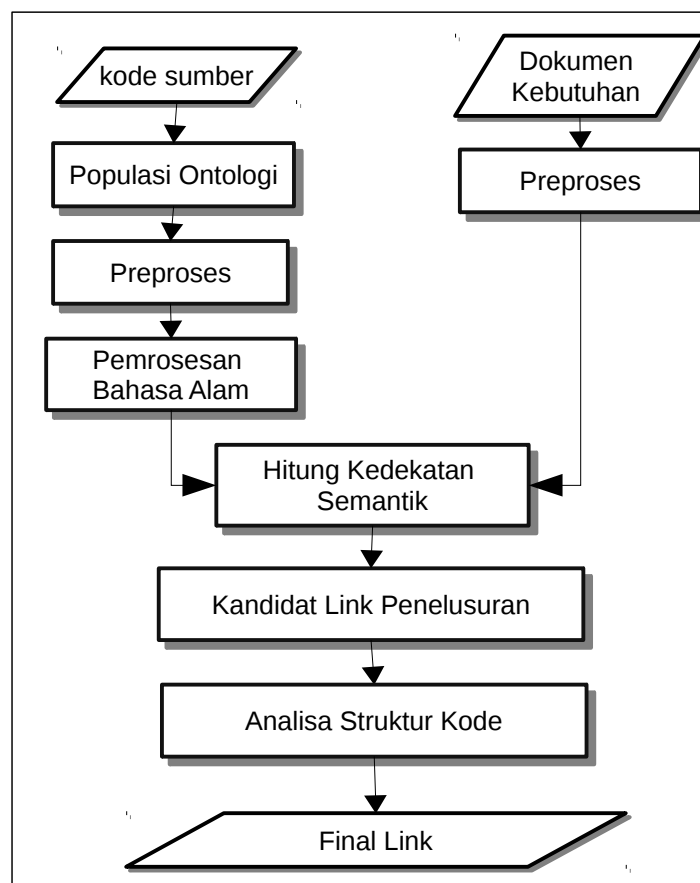 kode sumber
Populasi Ontologi
Preproses
Pemrosesan
Bahasa Alam
Dokumen
Kebutuhan
Preproses
Hitung Kedekatan
Semantik
Kandidat Link Penelusuran
Analisa Struktur Kode
Final Link